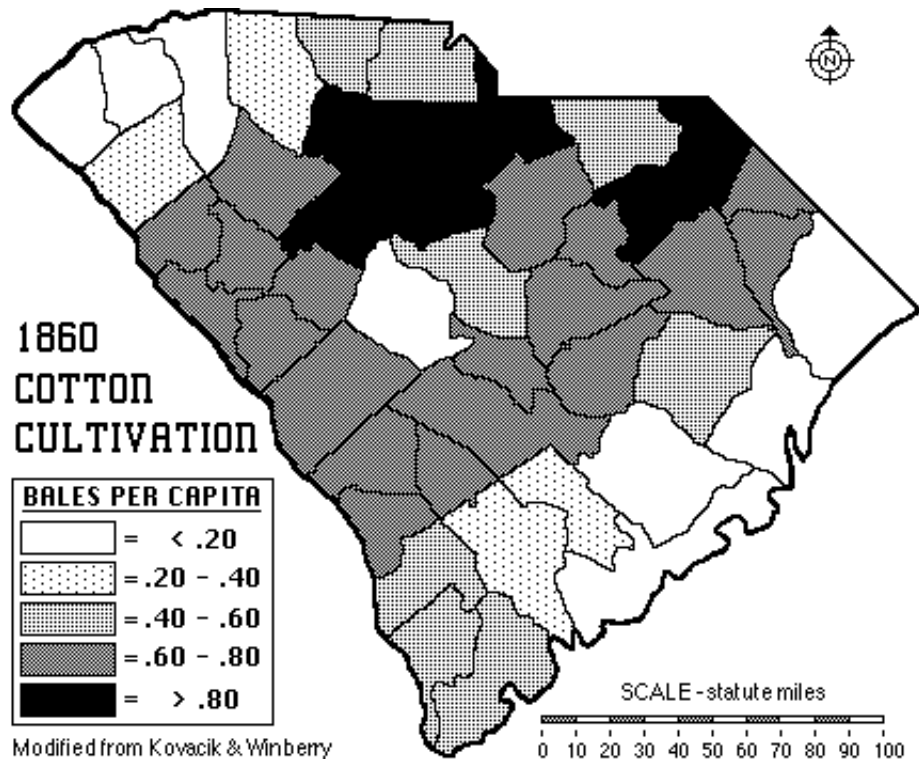 N
1860
COTTON
CULTIVATION
BALES PER CAPITA
= < .20
= .20 - .40
= .40 - .60
= .60 - .80
= > .80
Modified from Kovacik & Winberry
SCALE - statute miles
0 10 20 30 40 50 60 70 80 90 100